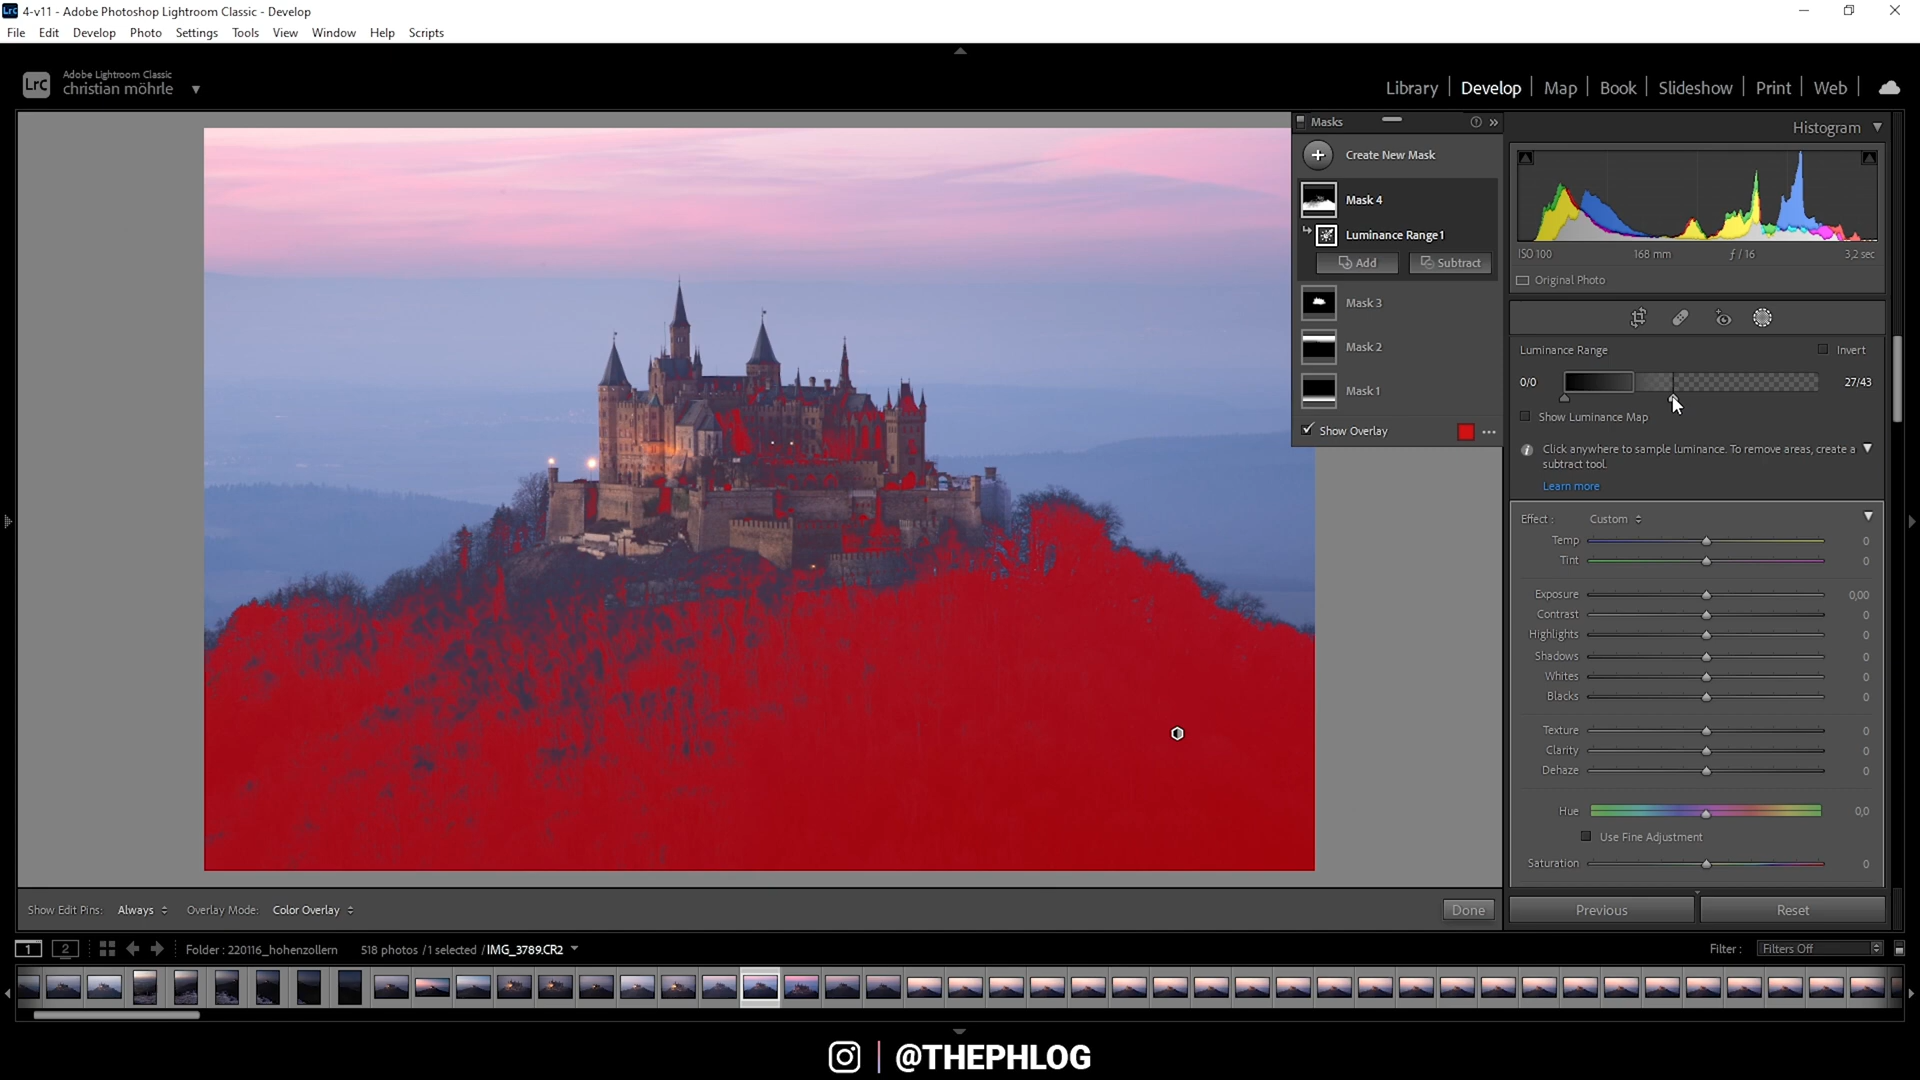 4-v11 - Adobe Photoshop Lightroom Classic - Develop
File Edit Develop Photo Settings Tools View Window Help Scripts
LrC
Adobe Lightroom Classic
christian möhrle
Library Develop Map Book Slideshow Print Web
Masks
Create New Mask
Mask 4
Luminance Range 1
Add Subtract
Mask 3
Mask 2
Mask 1
Show Overlay
Histogram
ISO 100 168 mm ƒ / 16 3,2 sec
Original Photo
Luminance Range Invert
0/0 27/43
Show Luminance Map
Click anywhere to sample luminance. To remove areas, create a
subtract tool.
Learn more
Effect : Custom
Temp 0
Tint 0
Exposure 0,00
Contrast 0
Highlights 0
Shadows 0
Whites 0
Blacks 0
Texture 0
Clarity 0
Dehaze 0
Hue 0,0
Use Fine Adjustment
Saturation 0
Show Edit Pins: Always Overlay Mode: Color Overlay Done
Previous Reset
1 2 Folder : 220116_hohenzollern 518 photos / 1 selected / IMG_3789.CR2 Filter : Filters Off
@THEPHLOG